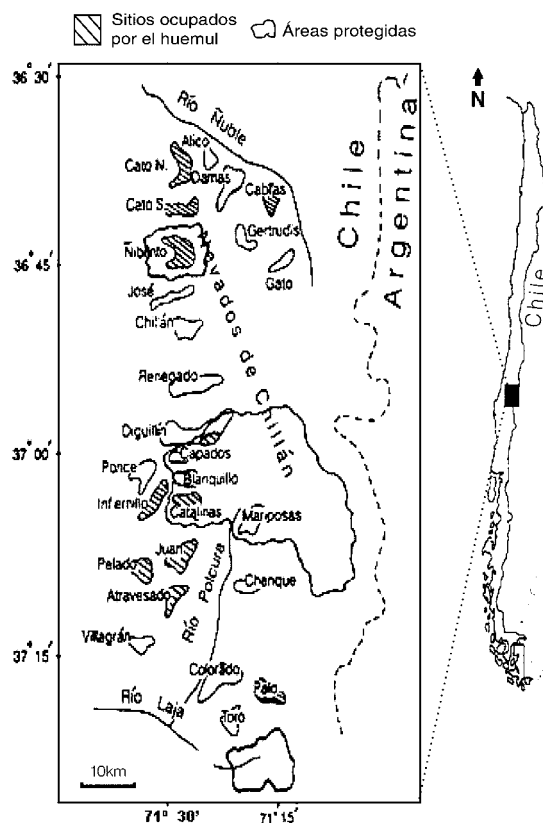 Sitios ocupados
por el huemul
Áreas protegidas
36° 30'
36° 45'
37° 00'
37° 15'
71° 30'
71° 15'
N
Chile
Chile
Argentina
Río Ñuble
Alico
Cato N.
Damas
Cabras
Cato S.
Gertrudis
Ñiblinto
Gato
José
Chillán
Nevados de Chillán
Renegado
Diguillín
Capados
Ponce
Blanquillo
Infiernillo
Catalinas
Mariposas
Juan
Pelado
Chanque
Atravesado
Río Polcura
Villagrán
Colorado
Palo
Río Laja
Toro
10km